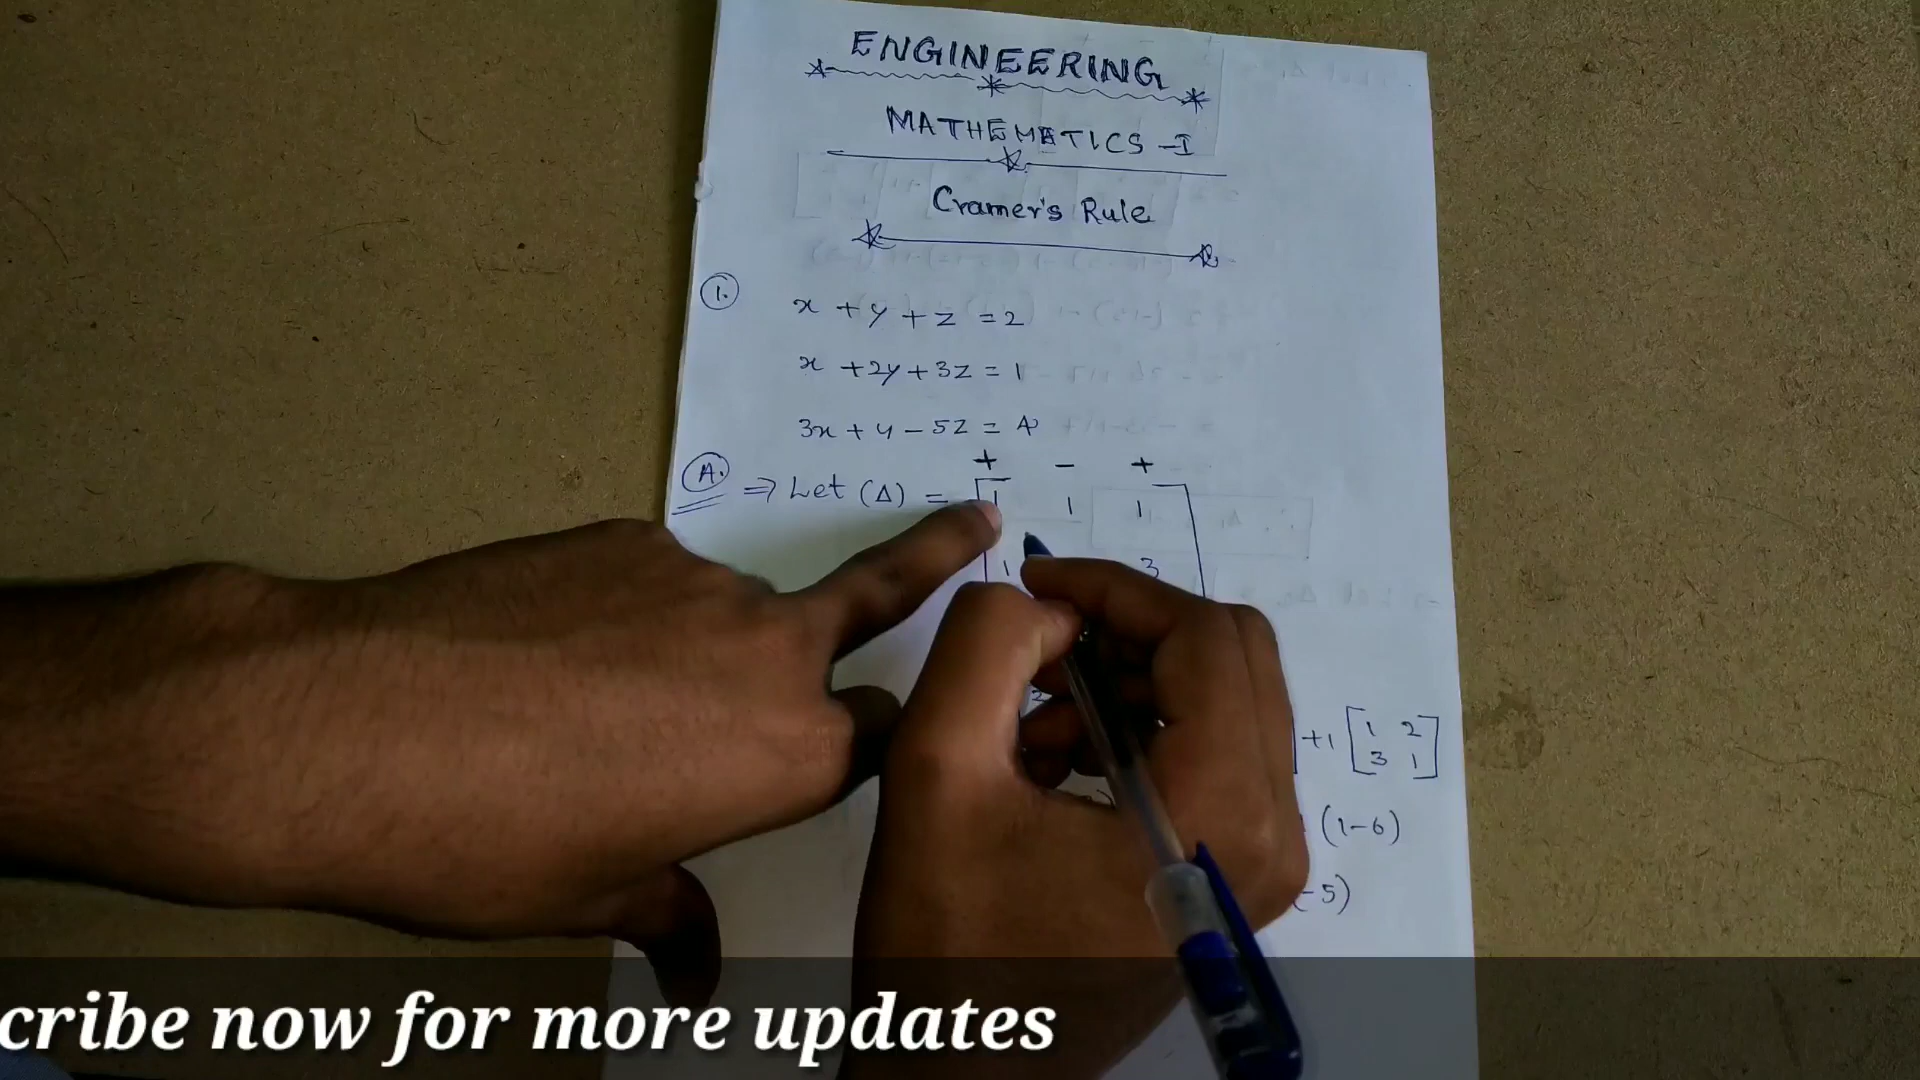 ENGINEERING
MATHEMATICS -I
Cramer's Rule
1.
x + y + z = 2
x + 2y + 3z = 1
3x + y - 5z = 4
A. ⇒ Let (Δ) =
+ - +
1 1 1
1 3
2
+1 [1 2
3 1]
(1-6)
-5)
cribe now for more updates